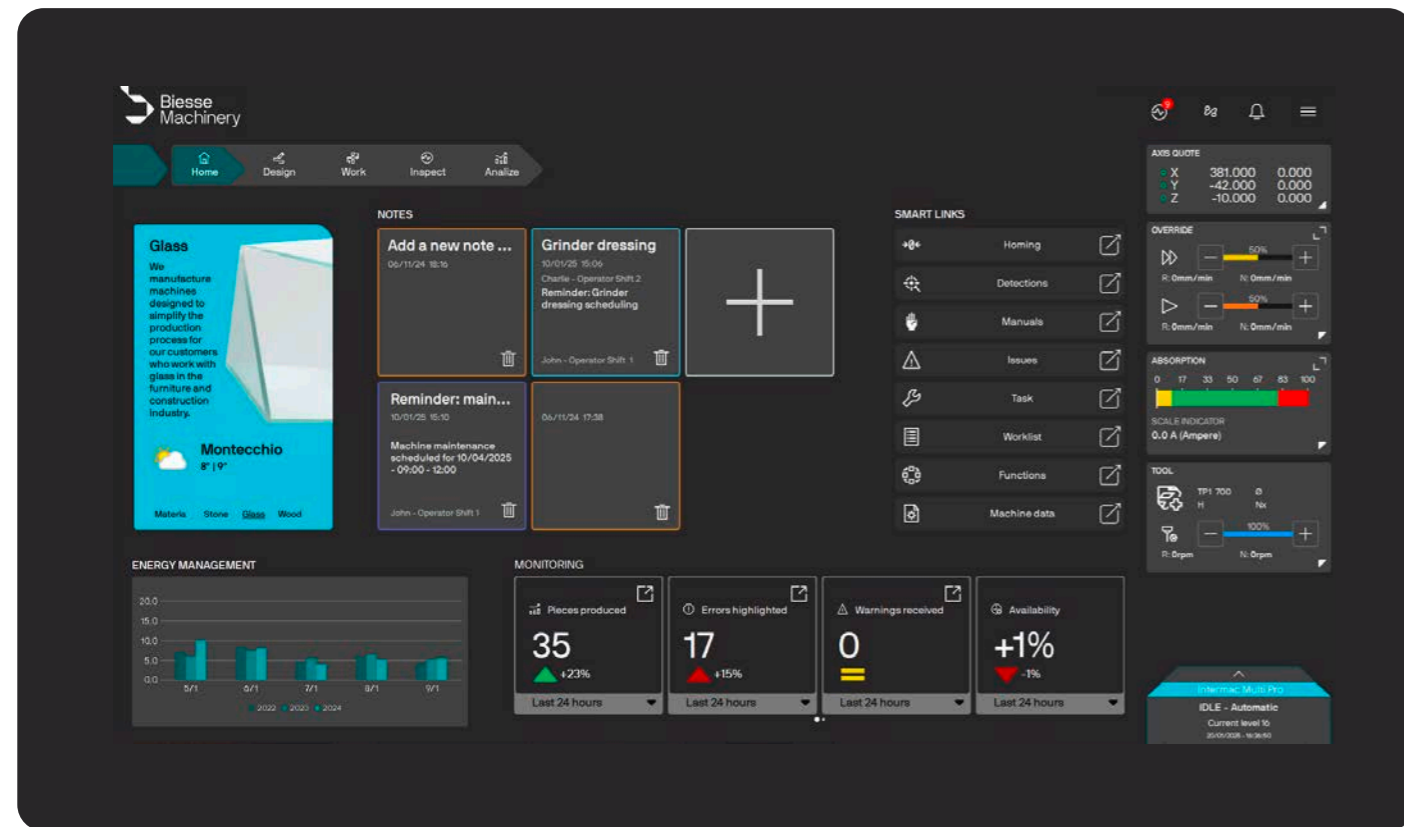 Biesse
Machinery
9
Home
Design
Work
Inspect
Analize
Glass
We
manufacture
machines
designed to
simplify the
production
process for
our customers
who work with
glass in the
furniture and
construction
industry.
Montecchio
8° | 9°
Materia Stone Glass Wood
NOTES
Add a new note ...
06/11/24 16:16
Grinder dressing
10/01/25 15:06
Charlie - Operator Shift 2
Reminder: Grinder
dressing scheduling
John - Operator Shift 1
Reminder: main...
10/01/25 15:10
Machine maintenance
scheduled for 10/04/2025
- 09:00 - 12:00
John - Operator Shift 1
06/11/24 17:38
SMART LINKS
Homing
Detections
Manuals
Issues
Task
Worklist
Functions
Machine data
AXIS QUOTE
X 381.000 0.000
Y -42.000 0.000
Z -10.000 0.000
OVERRIDE
50%
R: 0mm/min N: 0mm/min
50%
R: 0mm/min N: 0mm/min
ABSORPTION
0 17 33 50 67 83 100
SCALE INDICATOR
0.0 A (Ampere)
TOOL
TP1 700 Ø
H Nx
100%
R: 0rpm N: 0rpm
ENERGY MANAGEMENT
20.0
15.0
10.0
5.0
0.0
5/1 6/1 7/1 8/1 9/1
2022 2023 2024
MONITORING
Pieces produced
35
+23%
Last 24 hours
Errors highlighted
17
+15%
Last 24 hours
Warnings received
0
Last 24 hours
Availability
+1%
-1%
Last 24 hours
Intermac Multi Pro
IDLE - Automatic
Current level 16